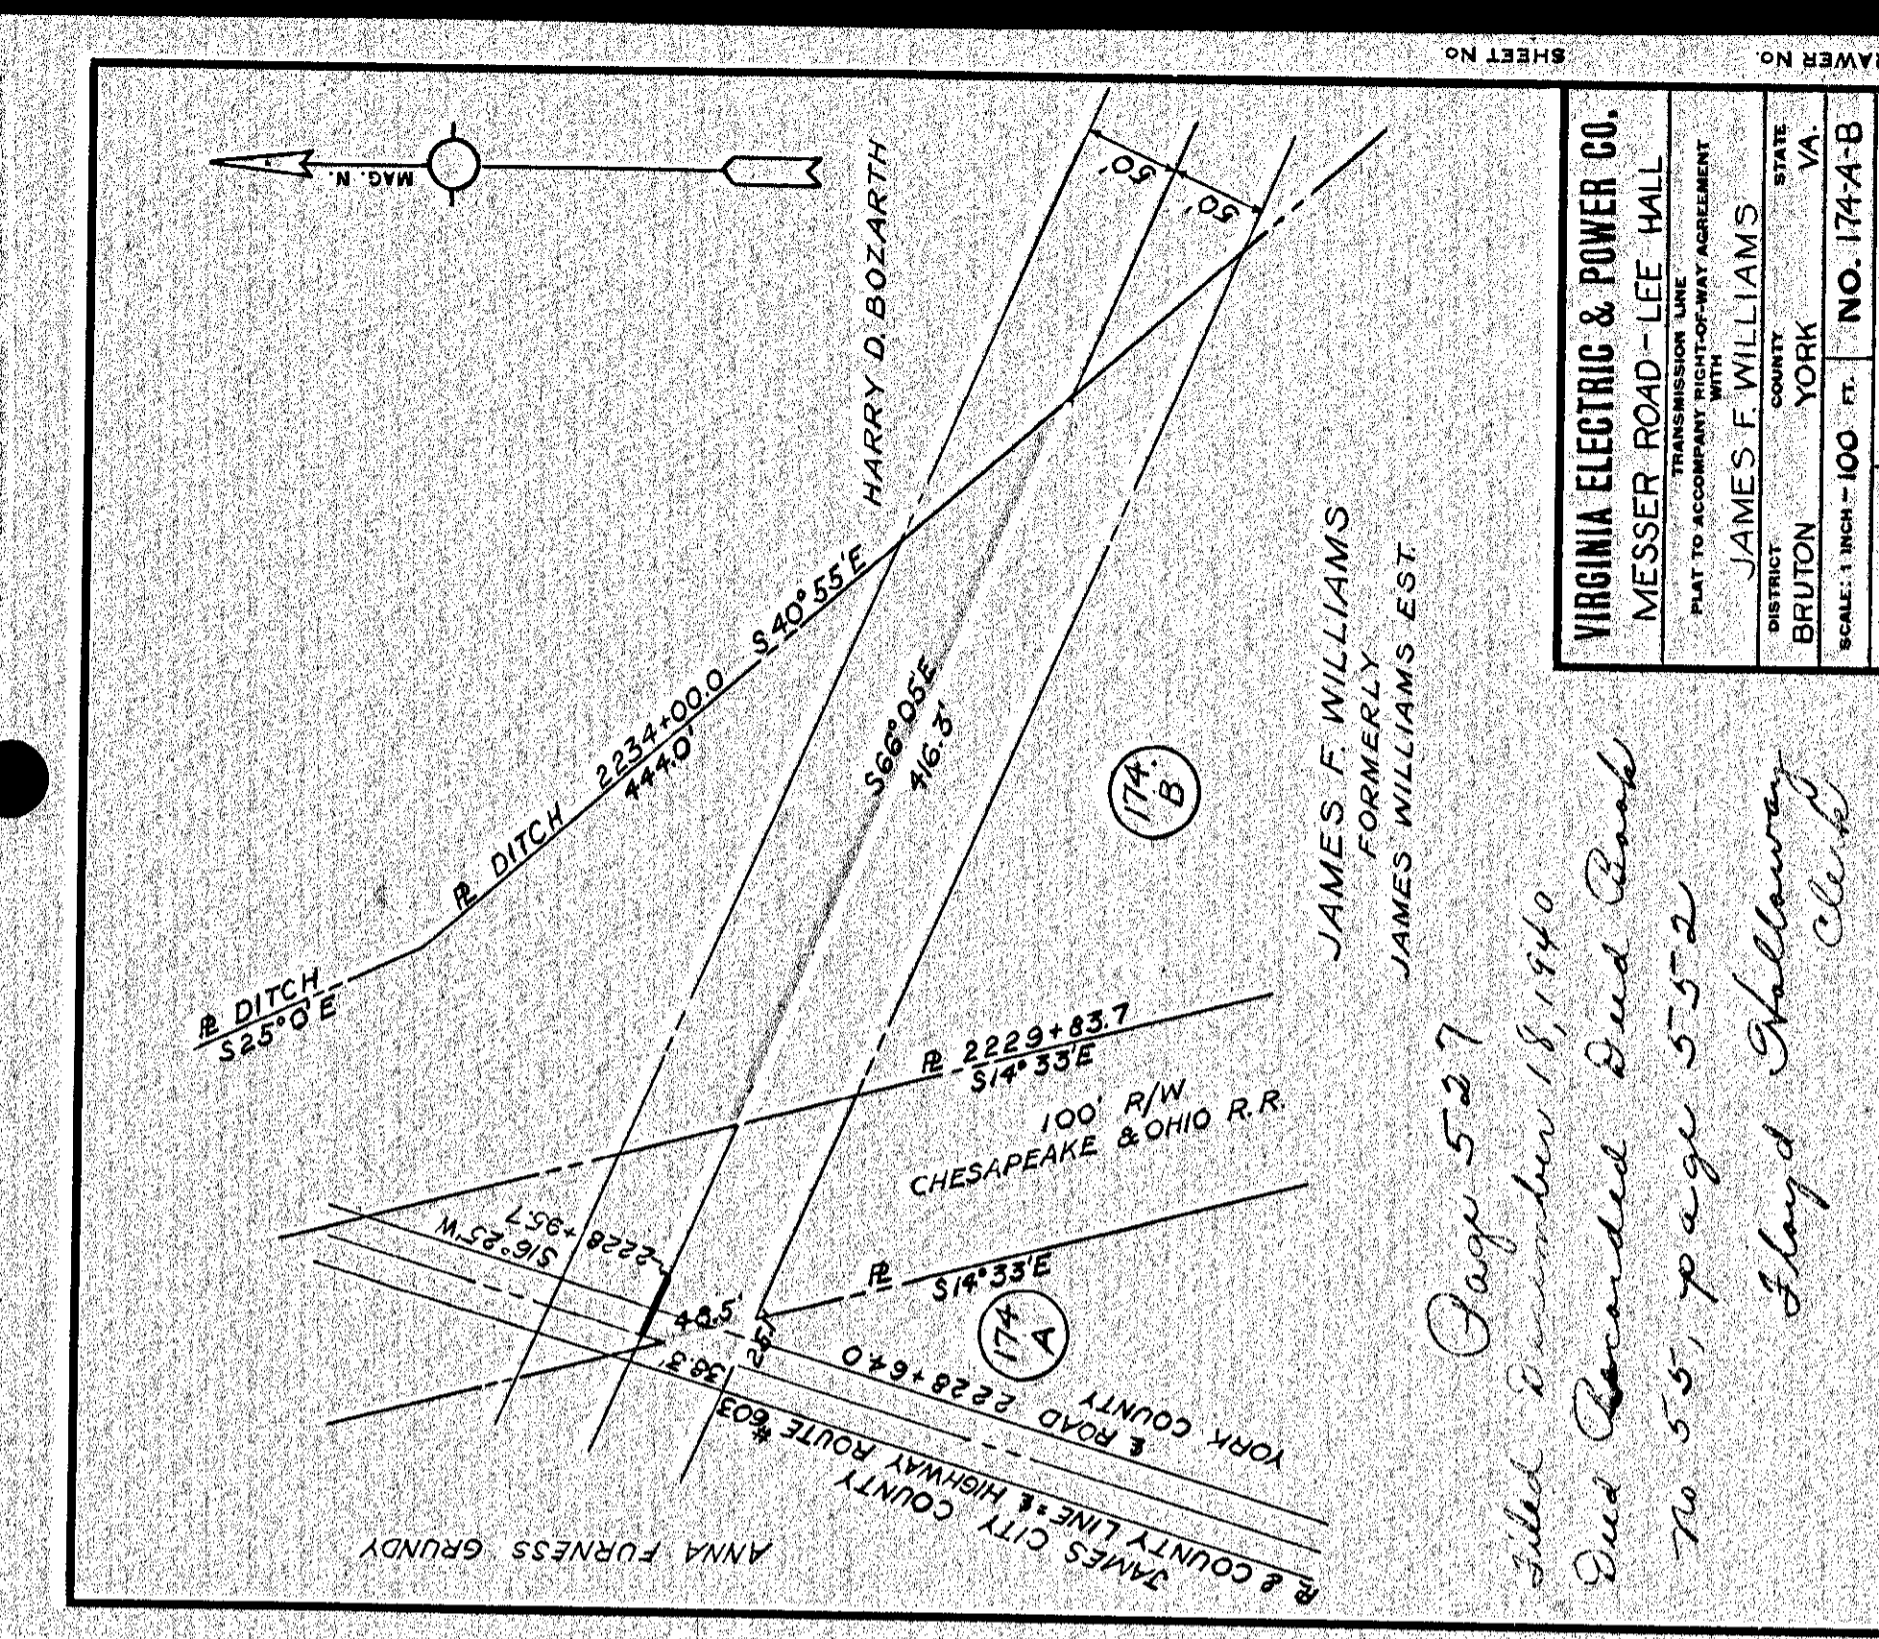 SHEET No
MAG. N.
HARRY D. BOZARTH
50'
50'
℄ DITCH
S25°0'E
℄ DITCH
2234+00.0
444.0'
S40°55'E
S66°05'E
416.3'
174
B
JAMES F. WILLIAMS
FORMERLY
JAMES WILLIAMS EST.
2229+83.7
S14°33'E
100' R/W
CHESAPEAKE & OHIO R.R.
S14°33'E
174
A
S16°25'W
2228+95.7
48.5'
138.3'
ROAD 2228+64.0
YORK COUNTY
COUNTY LINE & HIGHWAY ROUTE #603
JAMES CITY COUNTY
ANNA FURNESS GRUNDY
VIRGINIA ELECTRIC & POWER CO.
MESSER ROAD-LEE HALL
TRANSMISSION LINE
PLAT TO ACCOMPANY RIGHT-OF-WAY AGREEMENT
WITH
JAMES F. WILLIAMS
DISTRICT COUNTY STATE
BRUTON YORK VA.
SCALE: 1 INCH-100 FT. NO. 174-A-B
Page 527
Filed December 18, 1940
Deed Recorded Deed Book
No 55, page 552
Floyd Holloway
Clerk